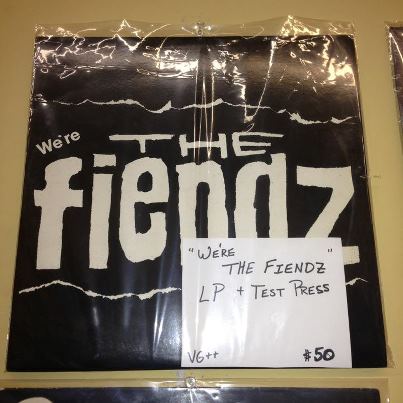 We're
THE
fiendz
"WE'RE "
THE FIENDZ
LP + TEST PRESS
VG++ $50